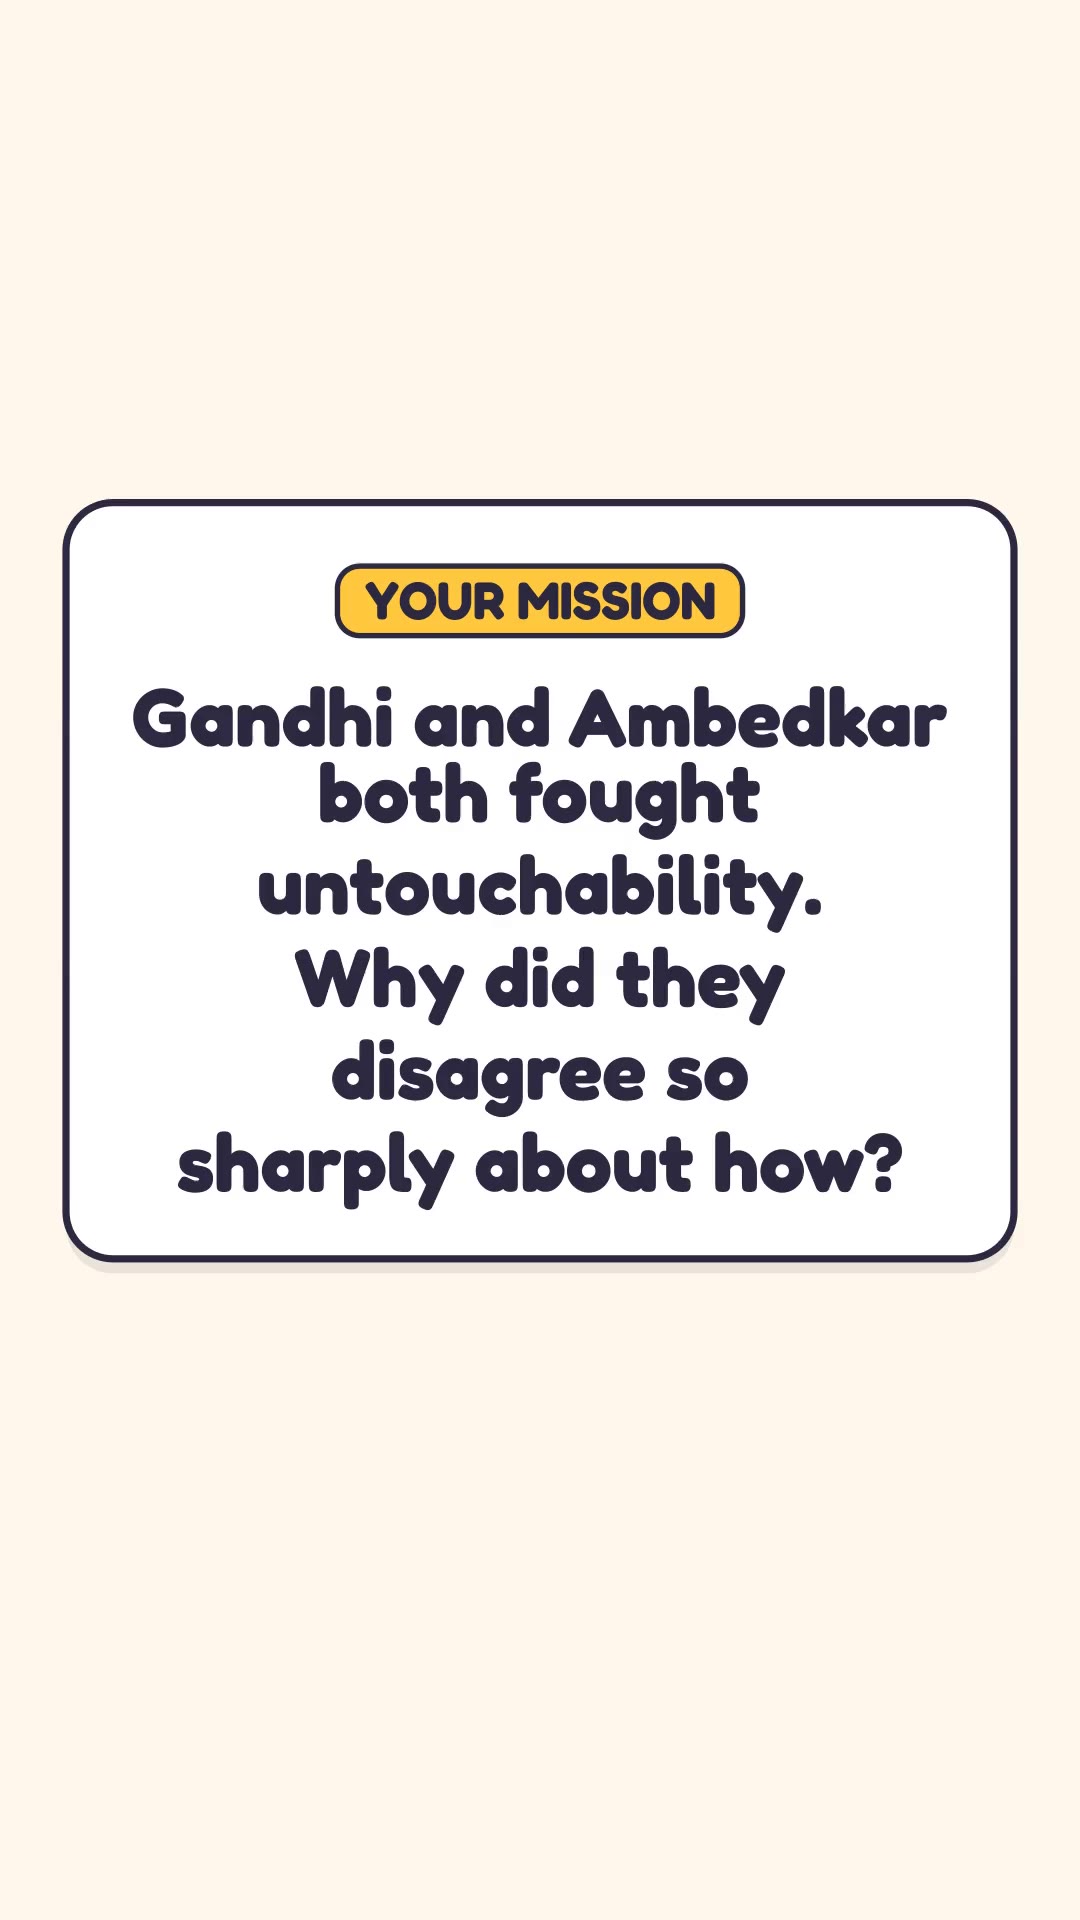 YOUR MISSION
Gandhi and Ambedkar
both fought
untouchability.
Why did they
disagree so
sharply about how?